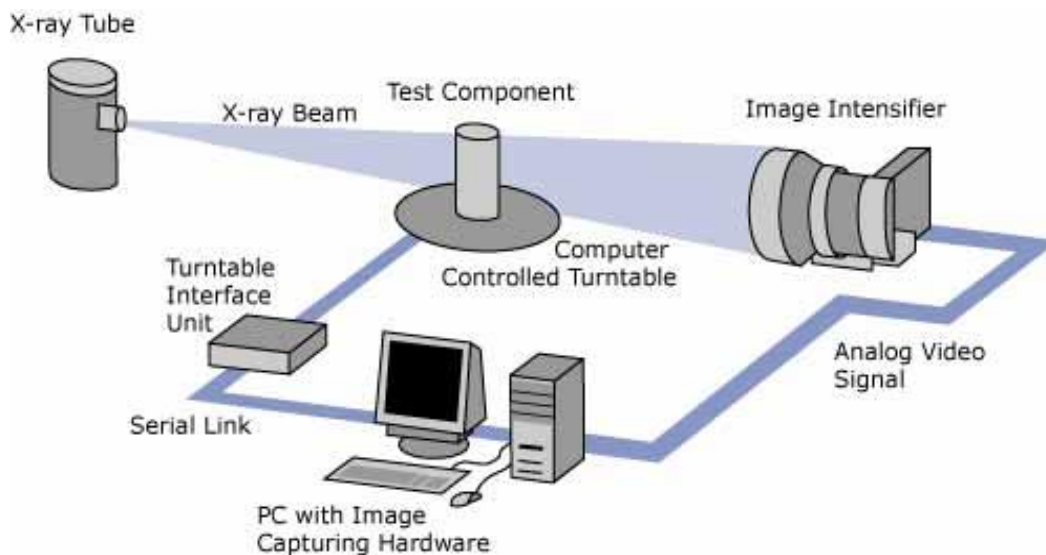 X-ray Tube
X-ray Beam
Test Component
Image Intensifier
Computer
Controlled Turntable
Turntable
Interface
Unit
Analog Video
Signal
Serial Link
PC with Image
Capturing Hardware